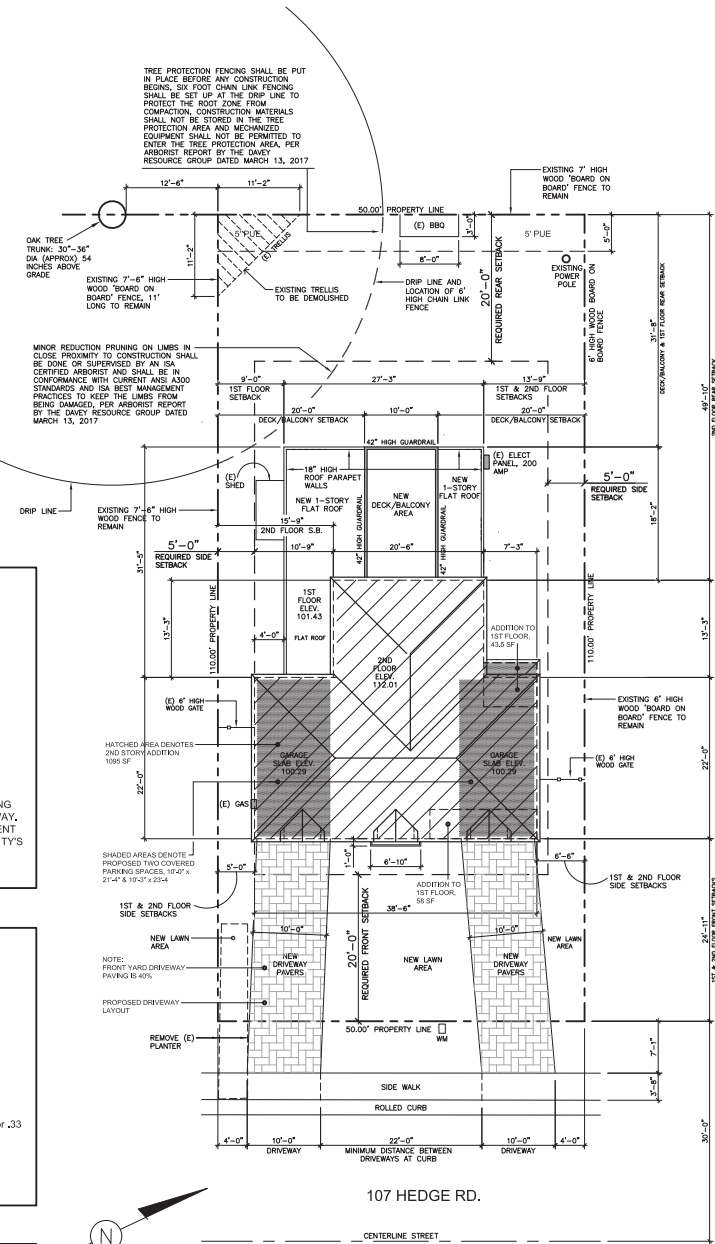 TREE PROTECTION FENCING SHALL BE PUT
IN PLACE BEFORE ANY CONSTRUCTION
BEGINS, SIX FOOT CHAIN LINK FENCING
SHALL BE SET UP AT THE DRIP LINE TO
PROTECT THE ROOT ZONE FROM
COMPACTION, CONSTRUCTION MATERIALS
SHALL NOT BE STORED IN THE TREE
PROTECTION AREA AND MECHANIZED
EQUIPMENT SHALL NOT BE PERMITTED TO
ENTER THE TREE PROTECTION AREA, PER
ARBORIST REPORT BY THE DAVEY
RESOURCE GROUP DATED MARCH 13, 2017
EXISTING 7' HIGH
WOOD 'BOARD ON
BOARD' FENCE TO
REMAIN
12'-6"
11'-2"
50.00' PROPERTY LINE
(E) BBQ
3'-0"
5' PUE
5' PUE
5'-0"
OAK TREE
TRUNK: 30"-36"
DIA (APPROX) 54
INCHES ABOVE
GRADE
11'-2"
(E) TRELLIS
8'-0"
EXISTING
POWER
POLE
EXISTING 7'-6" HIGH
WOOD 'BOARD ON
BOARD' FENCE, 11'
LONG TO REMAIN
EXISTING TRELLIS
TO BE DEMOLISHED
DRIP LINE AND
LOCATION OF 6'
HIGH CHAIN LINK
FENCE
20'-0"
REQUIRED REAR SETBACK
6' HIGH WOOD BOARD ON
BOARD FENCE
31'-8"
DECK/BALCONY & 1ST FLOOR REAR SETBACK
49'-10"
2ND FLOOR REAR SETBACK
MINOR REDUCTION PRUNING ON LIMBS IN
CLOSE PROXIMITY TO CONSTRUCTION SHALL
BE DONE OR SUPERVISED BY AN ISA
CERTIFIED ARBORIST AND SHALL BE IN
CONFORMANCE WITH CURRENT ANSI A300
STANDARDS AND ISA BEST MANAGEMENT
PRACTICES TO KEEP THE LIMBS FROM
BEING DAMAGED, PER ARBORIST REPORT
BY THE DAVEY RESOURCE GROUP DATED
MARCH 13, 2017
9'-0"
27'-3"
13'-9"
1ST FLOOR
SETBACK
1ST & 2ND FLOOR
SETBACKS
20'-0"
10'-0"
20'-0"
DECK/BALCONY SETBACK
DECK/BALCONY SETBACK
42" HIGH GUARDRAIL
(E)
SHED
18" HIGH
ROOF PARAPET
WALLS
NEW 1-STORY
FLAT ROOF
NEW
DECK/BALCONY
AREA
NEW
1-STORY
FLAT ROOF
(E) ELECT
PANEL, 200
AMP
5'-0"
REQUIRED SIDE
SETBACK
DRIP LINE
EXISTING 7'-6" HIGH
WOOD FENCE TO
REMAIN
15'-9"
2ND FLOOR S.B.
42" HIGH GUARDRAIL
42" HIGH GUARDRAIL
18'-2"
5'-0"
REQUIRED SIDE
SETBACK
10'-9"
20'-6"
7'-3"
31'-5"
13'-3"
110.00' PROPERTY LINE
1ST
FLOOR
ELEV.
101.43
4'-0"
FLAT ROOF
2ND
FLOOR
ELEV.
112.01
ADDITION TO
1ST FLOOR,
43.5 SF
110.00' PROPERTY LINE
13'-3"
(E) 6' HIGH
WOOD GATE
EXISTING 6' HIGH
WOOD 'BOARD ON
BOARD' FENCE TO
REMAIN
HATCHED AREA DENOTES
2ND STORY ADDITION
1095 SF
GARAGE
SLAB ELEV.
100.29
GARAGE
SLAB ELEV.
100.29
(E) 6' HIGH
WOOD GATE
22'-0"
22'-0"
(E) GAS
NG
WAY.
ENT
TY'S
SHADED AREAS DENOTE
PROPOSED TWO COVERED
PARKING SPACES, 10'-0" x
21'-4" & 10'-3" x 23'-4
5'-0"
1'-0"
6'-10"
ADDITION TO
1ST FLOOR,
58 SF
6'-6"
1ST & 2ND FLOOR
SIDE SETBACKS
1ST & 2ND FLOOR
SIDE SETBACKS
38'-6"
20'-0"
REQUIRED FRONT SETBACK
24'-11"
1ST & 2ND FLOOR FRONT SETBACKS
NEW LAWN
AREA
10'-0"
10'-0"
NEW LAWN
AREA
NOTE:
FRONT YARD DRIVEWAY
PAVING IS 40%
NEW
DRIVEWAY
PAVERS
NEW LAWN
AREA
NEW
DRIVEWAY
PAVERS
PROPOSED DRIVEWAY
LAYOUT
REMOVE (E)
PLANTER
50.00' PROPERTY LINE
WM
7'-1"
SIDE WALK
3'-8"
ROLLED CURB
or .33
30'-0"
4'-0"
10'-0"
22'-0"
10'-0"
4'-0"
DRIVEWAY
MINIMUM DISTANCE BETWEEN
DRIVEWAYS AT CURB
DRIVEWAY
107 HEDGE RD.
N
CENTERLINE STREET